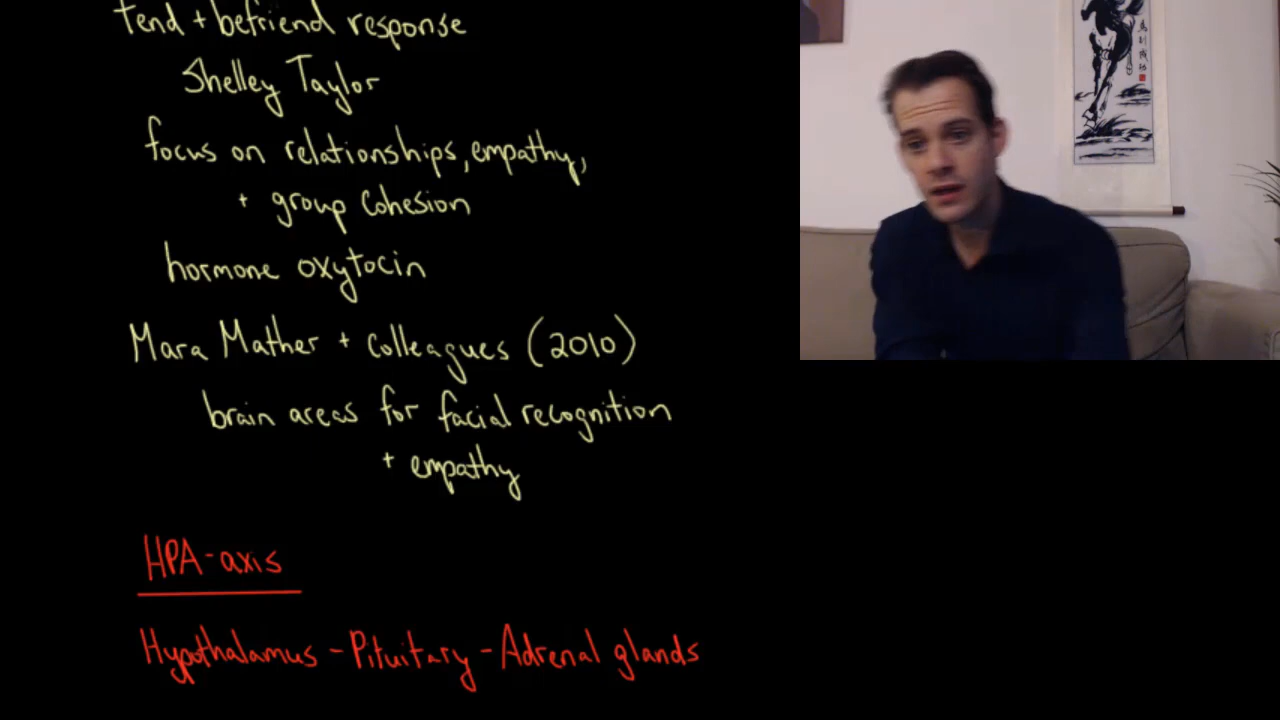 tend + befriend response
Shelley Taylor
focus on relationships, empathy,
+ group cohesion
hormone oxytocin
Mara Mather + colleagues (2010)
brain areas for facial recognition
+ empathy
HPA-axis
Hypothalamus - Pituitary - Adrenal glands